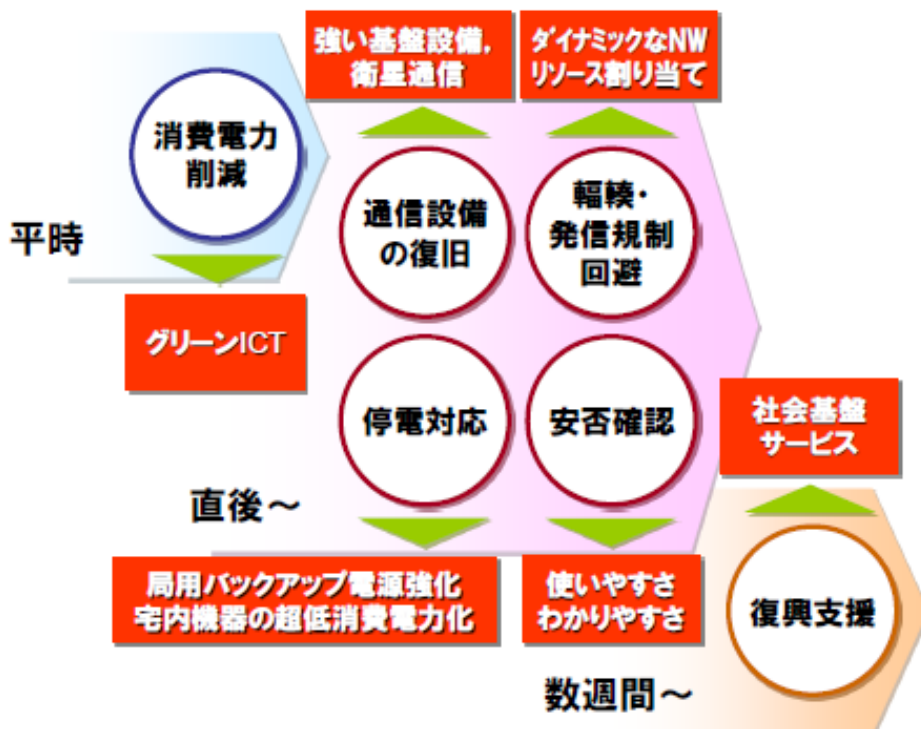 強い基盤設備,
衛星通信
ダイナミックなNW
リソース割り当て
消費電力
削減
平時
通信設備
の復旧
輻輳・
発信規制
回避
グリーンICT
停電対応
安否確認
社会基盤
サービス
直後～
局用バックアップ電源強化
宅内機器の超低消費電力化
使いやすさ
わかりやすさ
復興支援
数週間～